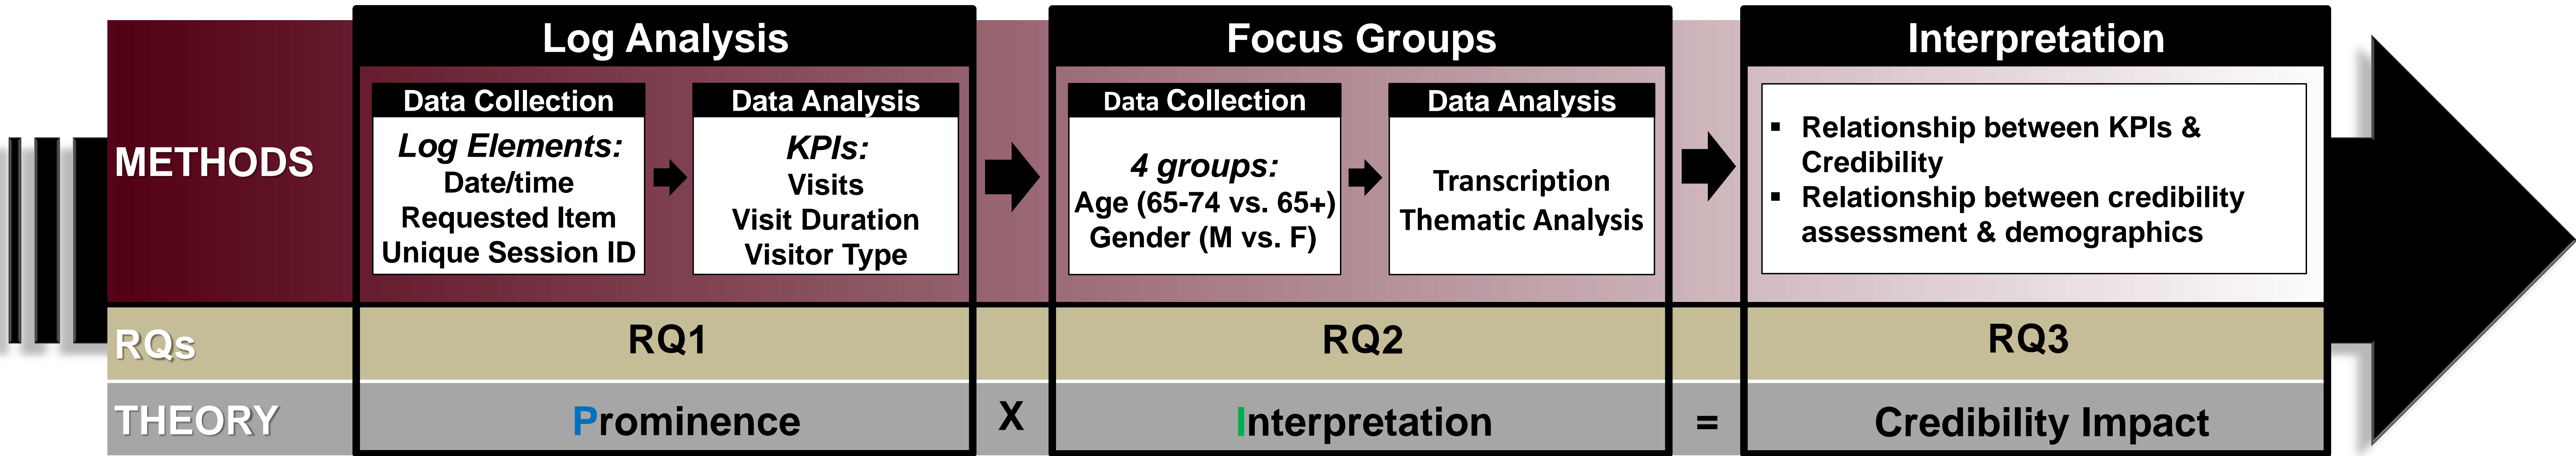 Log Analysis
Focus Groups
Interpretation
METHODS
Data Collection
Log Elements:
Date/time
Requested Item
Unique Session ID
Data Analysis
KPIs:
Visits
Visit Duration
Visitor Type
Data Collection
4 groups:
Age (65-74 vs. 65+)
Gender (M vs. F)
Data Analysis
Transcription
Thematic Analysis
▪ Relationship between KPIs &
Credibility
▪ Relationship between credibility
assessment & demographics
RQs
RQ1
RQ2
RQ3
THEORY
Prominence
X
Interpretation
=
Credibility Impact